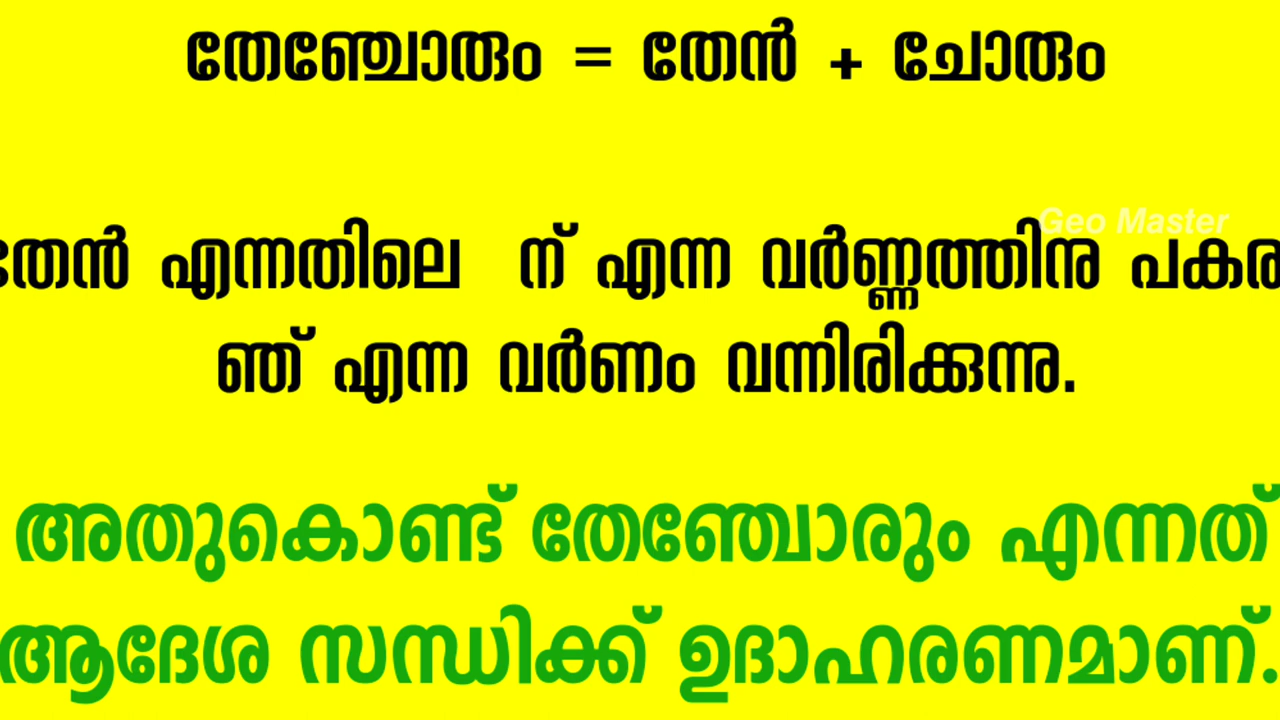 തേഞ്ചോരും = തേൻ + ചോരും
Geo Master
തേൻ എന്നതിലെ ന് എന്ന വർണ്ണത്തിനു പകര
ഞ് എന്ന വർണം വന്നിരിക്കുന്നു.
അതുകൊണ്ട് തേഞ്ചോരും എന്നത്
ആദേശ സന്ധിക്ക് ഉദാഹരണമാണ്.